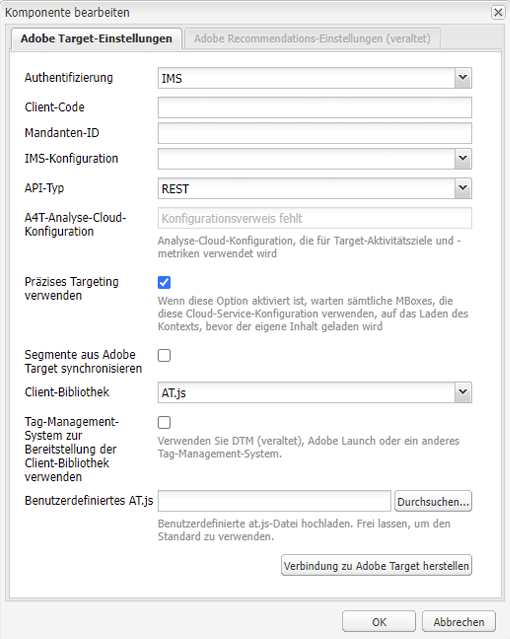 Komponente bearbeiten
Adobe Target-Einstellungen
Adobe Recommendations-Einstellungen (veraltet)
Authentifizierung
IMS
Client-Code
Mandanten-ID
IMS-Konfiguration
API-Typ
REST
A4T-Analyse-Cloud-
Konfiguration
Konfigurationsverweis fehlt
Analyse-Cloud-Konfiguration, die für Target-Aktivitätsziele und -
metriken verwendet wird
Präzises Targeting
verwenden
Wenn diese Option aktiviert ist, warten sämtliche MBoxes, die
diese Cloud-Service-Konfiguration verwenden, auf das Laden des
Kontexts, bevor der eigene Inhalt geladen wird
Segmente aus Adobe
Target synchronisieren
Client-Bibliothek
AT.js
Tag-Management-
System zur
Bereitstellung der
Client-Bibliothek
verwenden
Verwenden Sie DTM (veraltet), Adobe Launch oder ein anderes
Tag-Management-System.
Benutzerdefiniertes AT.js
Durchsuchen...
Benutzerdefinierte at.js-Datei hochladen. Frei lassen, um den
Standard zu verwenden.
Verbindung zu Adobe Target herstellen
OK
Abbrechen